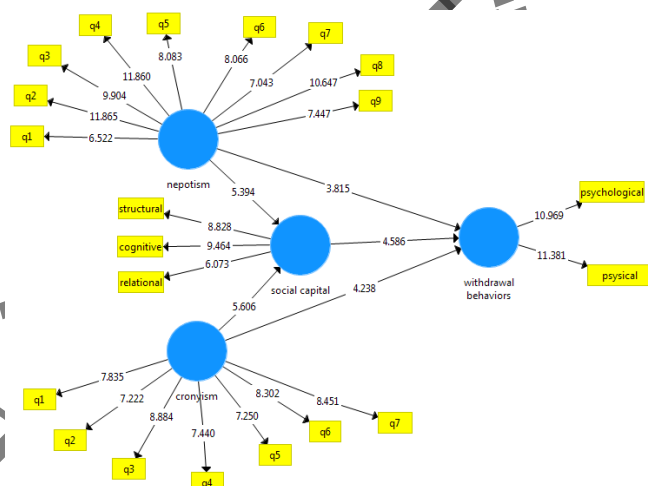 q4
q5
q6
q7
q3
q8
q2
q9
q1
8.083
8.066
11.860
7.043
9.904
10.647
11.865
7.447
6.522
nepotism
5.394
3.815
structural
cognitive
relational
8.828
9.464
6.073
social capital
4.586
psychological
10.969
11.381
psysical
withdrawal
behaviors
5.606
4.238
cronyism
7.835
7.222
8.884
7.440
7.250
8.302
8.451
q1
q2
q3
q4
q5
q6
q7